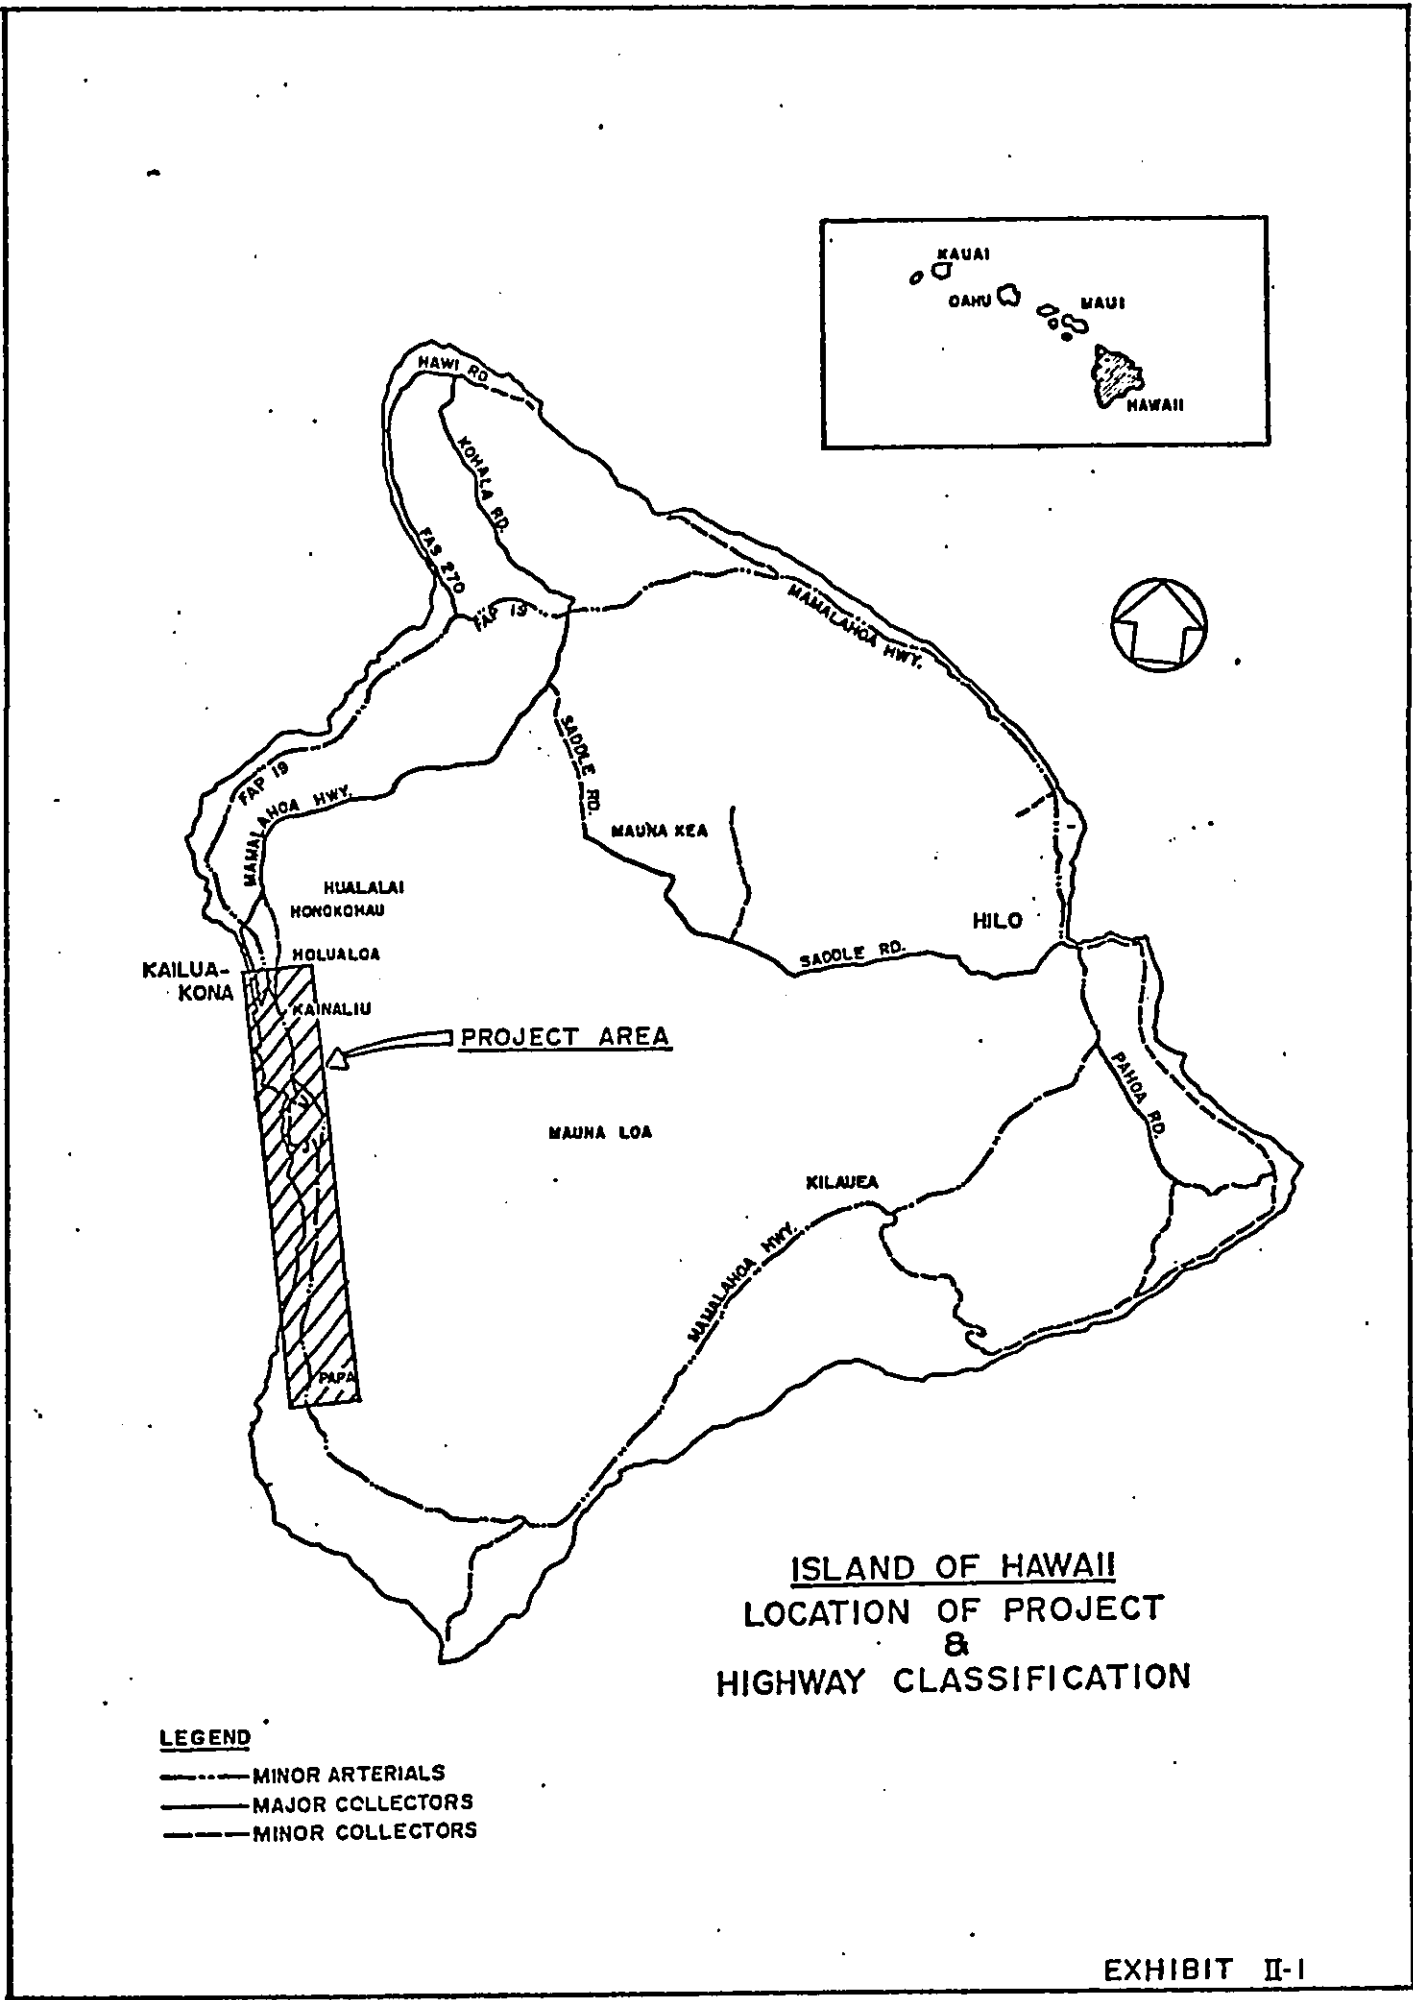 KAUAI
OAHU
MAUI
HAWAII
HAWI RD
KOHALA RD.
FAS 270
FAP 19
MAMALAHOA HWY.
SADDLE RD.
FAP 19
MAMALAHOA HWY.
MAUNA KEA
HUALALAI
HONOKOHAU
HILO
HOLUALOA
SADDLE RD.
KAILUA-
KONA
KAINALIU
PROJECT AREA
PAHOA RD.
MAUNA LOA
KILAUEA
MAMALAHOA HWY.
PAPA
ISLAND OF HAWAII
LOCATION OF PROJECT
&
HIGHWAY CLASSIFICATION
LEGEND
MINOR ARTERIALS
MAJOR COLLECTORS
MINOR COLLECTORS
EXHIBIT II-1